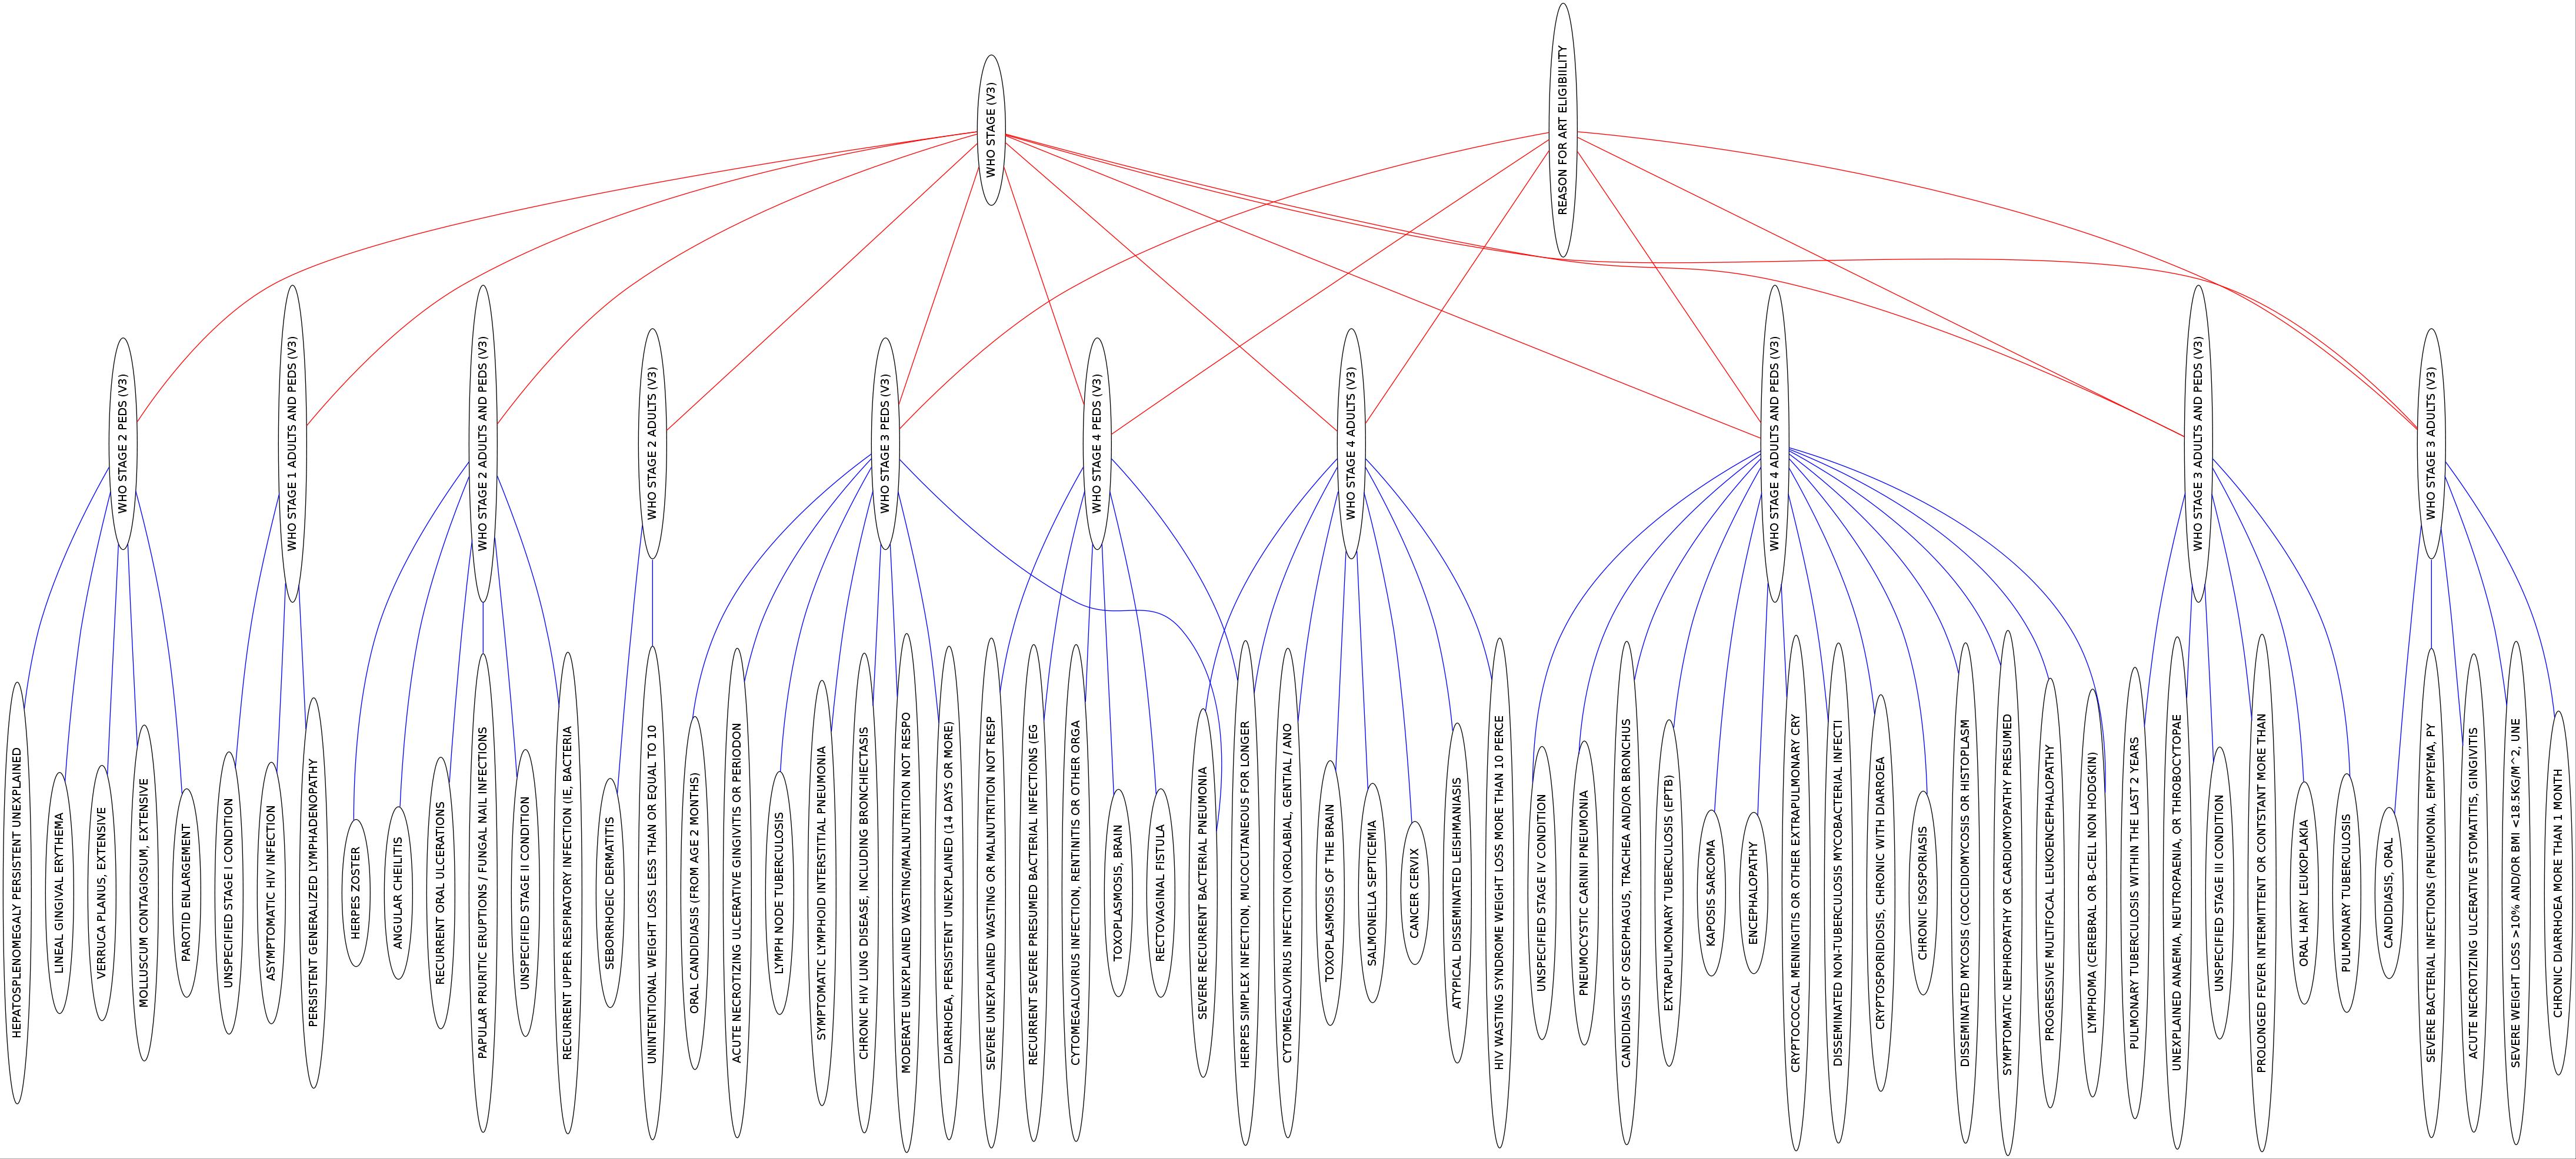 WHO STAGE (V3)
REASON FOR ART ELIGIBIILITY
WHO STAGE 2 PEDS (V3)
WHO STAGE 1 ADULTS AND PEDS (V3)
WHO STAGE 2 ADULTS AND PEDS (V3)
WHO STAGE 2 ADULTS (V3)
WHO STAGE 3 PEDS (V3)
WHO STAGE 4 PEDS (V3)
WHO STAGE 4 ADULTS (V3)
WHO STAGE 4 ADULTS AND PEDS (V3)
WHO STAGE 3 ADULTS AND PEDS (V3)
WHO STAGE 3 ADULTS (V3)
HEPATOSPLENOMEGALY PERSISTENT UNEXPLAINED
LINEAL GINGIVAL ERYTHEMA
VERRUCA PLANUS, EXTENSIVE
MOLLUSCUM CONTAGIOSUM, EXTENSIVE
PAROTID ENLARGEMENT
UNSPECIFIED STAGE I CONDITION
ASYMPTOMATIC HIV INFECTION
PERSISTENT GENERALIZED LYMPHADENOPATHY
HERPES ZOSTER
ANGULAR CHEILITIS
RECURRENT ORAL ULCERATIONS
PAPULAR PRURITIC ERUPTIONS / FUNGAL NAIL INFECTIONS
UNSPECIFIED STAGE II CONDITION
RECURRENT UPPER RESPIRATORY INFECTION (IE, BACTERIA
SEBORRHOEIC DERMATITIS
UNINTENTIONAL WEIGHT LOSS LESS THAN OR EQUAL TO 10
ORAL CANDIDIASIS (FROM AGE 2 MONTHS)
ACUTE NECROTIZING ULCERATIVE GINGIVITIS OR PERIODON
LYMPH NODE TUBERCULOSIS
SYMPTOMATIC LYMPHOID INTERSTITIAL PNEUMONIA
CHRONIC HIV LUNG DISEASE, INCLUDING BRONCHIECTASIS
MODERATE UNEXPLAINED WASTING/MALNUTRITION NOT RESPO
DIARRHOEA, PERSISTENT UNEXPLAINED (14 DAYS OR MORE)
SEVERE UNEXPLAINED WASTING OR MALNUTRITION NOT RESP
RECURRENT SEVERE PRESUMED BACTERIAL INFECTIONS (EG
CYTOMEGALOVIRUS INFECTION, RENTINITIS OR OTHER ORGA
TOXOPLASMOSIS, BRAIN
RECTOVAGINAL FISTULA
SEVERE RECURRENT BACTERIAL PNEUMONIA
HERPES SIMPLEX INFECTION, MUCOCUTANEOUS FOR LONGER
CYTOMEGALOVIRUS INFECTION (OROLABIAL, GENTIAL / ANO
TOXOPLASMOSIS OF THE BRAIN
SALMONELLA SEPTICEMIA
CANCER CERVIX
ATYPICAL DISSEMINATED LEISHMANIASIS
HIV WASTING SYNDROME WEIGHT LOSS MORE THAN 10 PERCE
UNSPECIFIED STAGE IV CONDITION
PNEUMOCYSTIC CARINII PNEUMONIA
CANDIDIASIS OF OSEOPHAGUS, TRACHEA AND/OR BRONCHUS
EXTRAPULMONARY TUBERCULOSIS (EPTB)
KAPOSIS SARCOMA
ENCEPHALOPATHY
CRYPTOCOCCAL MENINGITIS OR OTHER EXTRAPULMONARY CRY
DISSEMINATED NON-TUBERCULOSIS MYCOBACTERIAL INFECTI
CRYPTOSPORIDIOSIS, CHRONIC WITH DIARROEA
CHRONIC ISOSPORIASIS
DISSEMINATED MYCOSIS (COCCIDIOMYCOSIS OR HISTOPLASM
SYMPTOMATIC NEPHROPATHY OR CARDIOMYOPATHY PRESUMED
PROGRESSIVE MULTIFOCAL LEUKOENCEPHALOPATHY
LYMPHOMA (CEREBRAL OR B-CELL NON HODGKIN)
PULMONARY TUBERCULOSIS WITHIN THE LAST 2 YEARS
UNEXPLAINED ANAEMIA, NEUTROPAENIA, OR THROBOCYTOPAE
UNSPECIFIED STAGE III CONDITION
PROLONGED FEVER INTERMITTENT OR CONTSTANT MORE THAN
ORAL HAIRY LEUKOPLAKIA
PULMONARY TUBERCULOSIS
CANDIDIASIS, ORAL
SEVERE BACTERIAL INFECTIONS (PNEUMONIA, EMPYEMA, PY
ACUTE NECROTIZING ULCERATIVE STOMATITIS, GINGIVITIS
SEVERE WEIGHT LOSS >10% AND/OR BMI <18.5KG/M^2, UNE
CHRONIC DIARRHOEA MORE THAN 1 MONTH